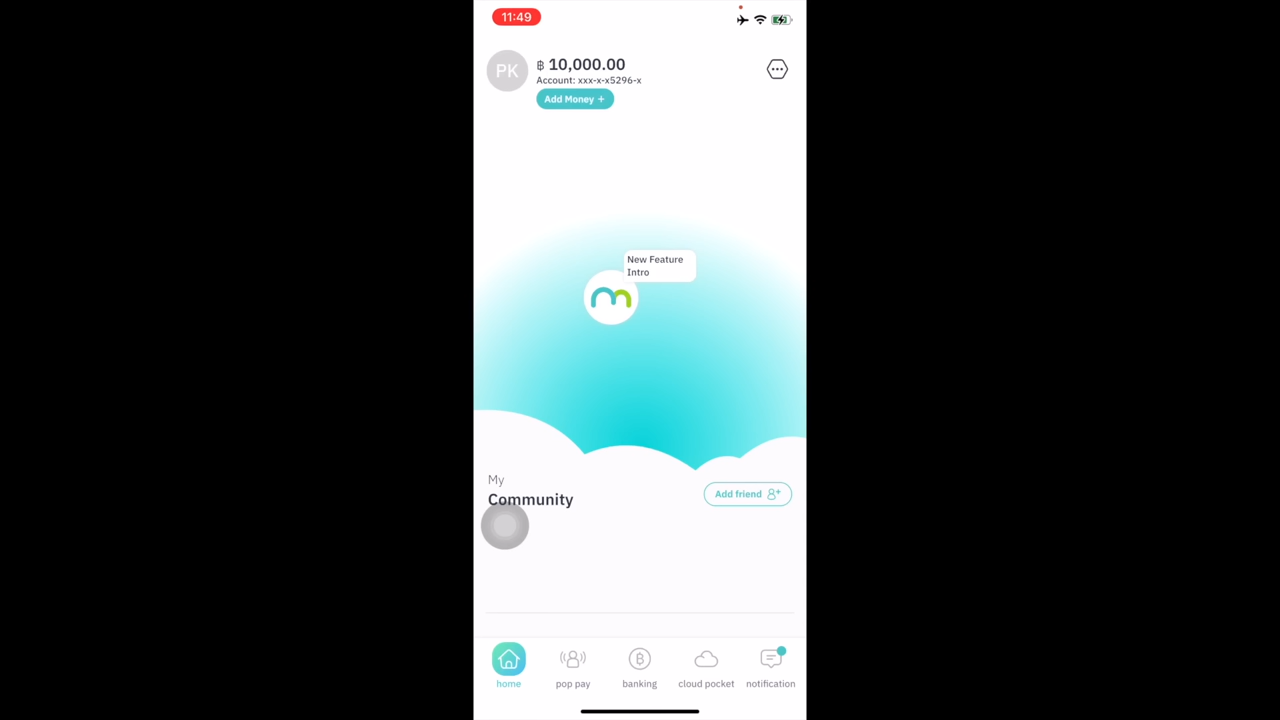 11:49
PK
฿ 10,000.00
Account: xxx-x-x5296-x
Add Money +
New Feature
Intro
My
Community
Add friend
home
pop pay
banking
cloud pocket
notification